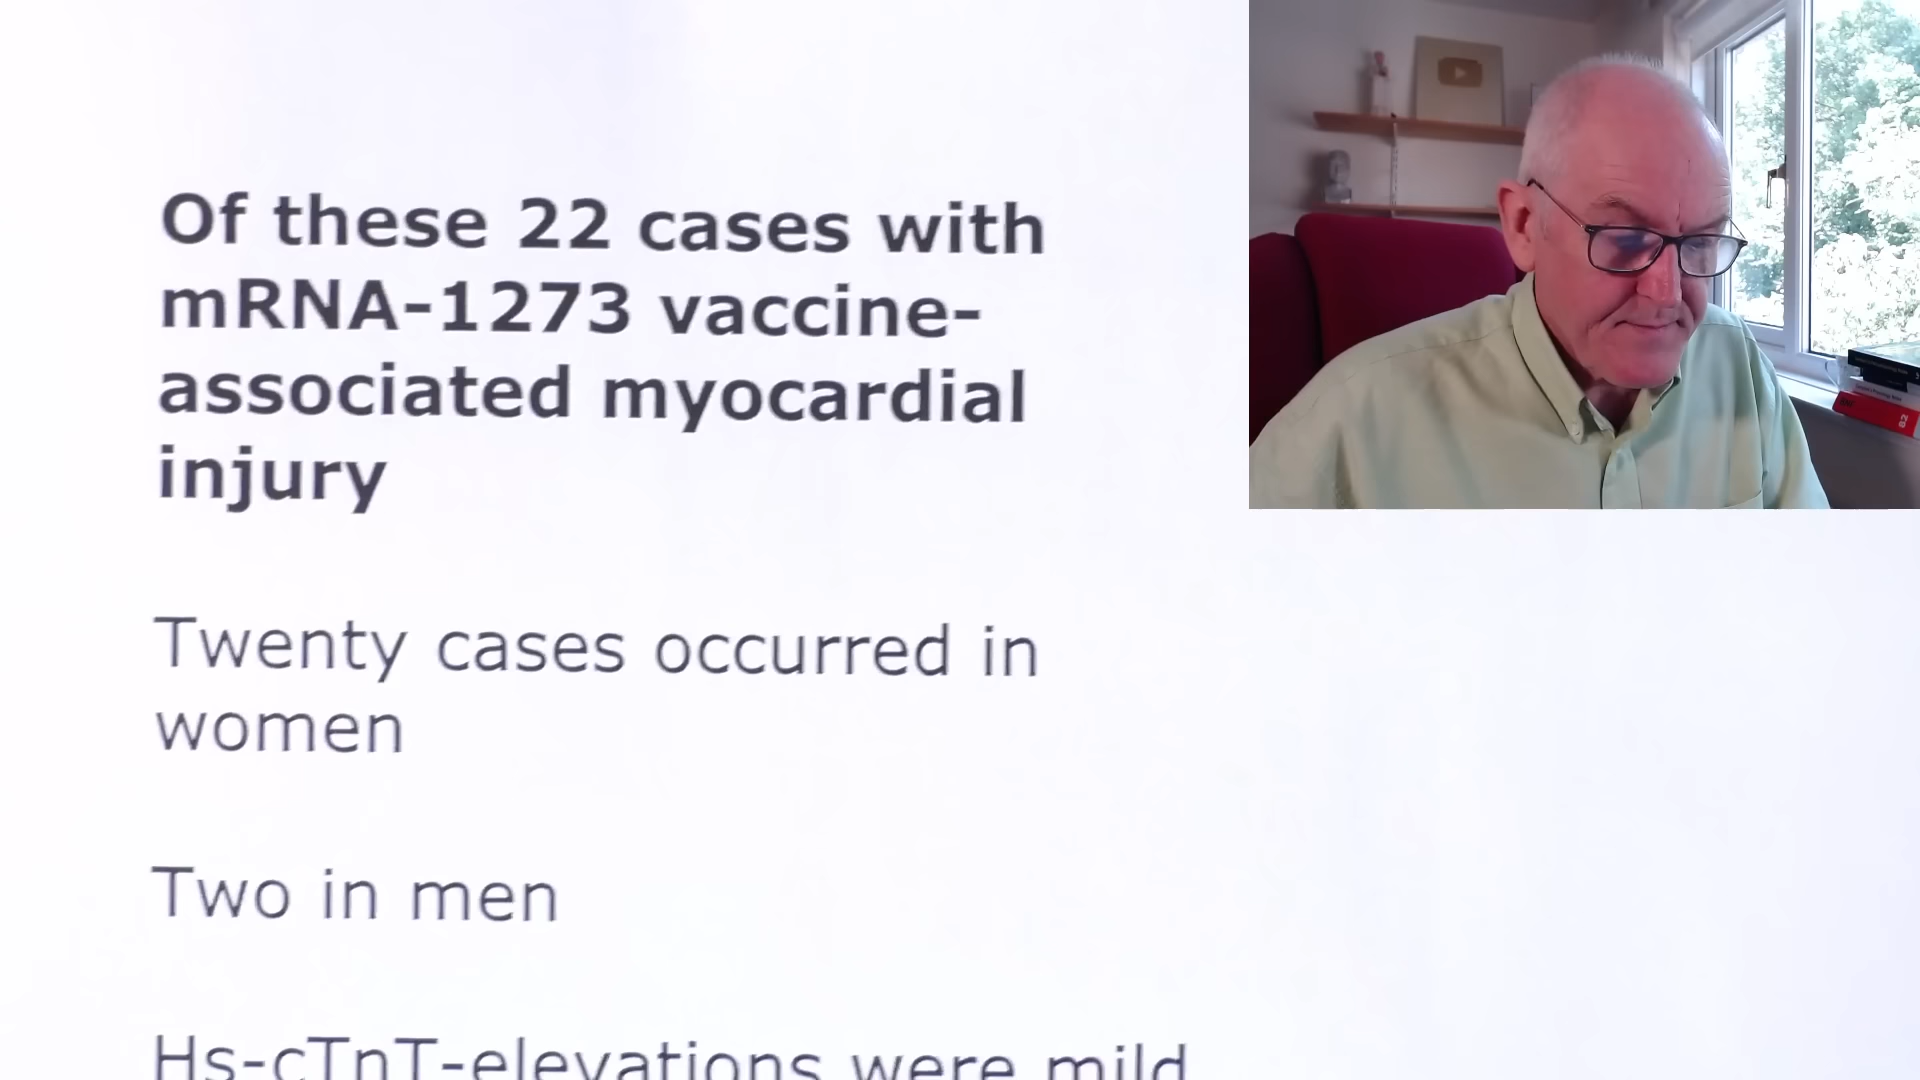 Of these 22 cases with
mRNA-1273 vaccine-
associated myocardial
injury
Twenty cases occurred in
women
Two in men
Hs-cTnT-elevations were mild